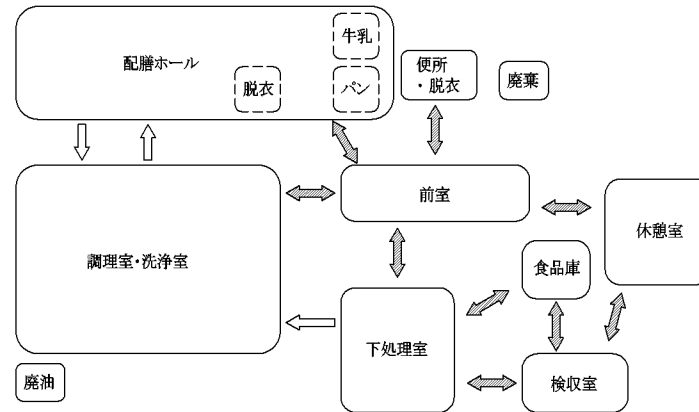 牛乳
配膳ホール
脱衣
パン
便所
・脱衣
廃棄
前室
休憩室
調理室・洗浄室
食品庫
下処理室
検収室
廃油